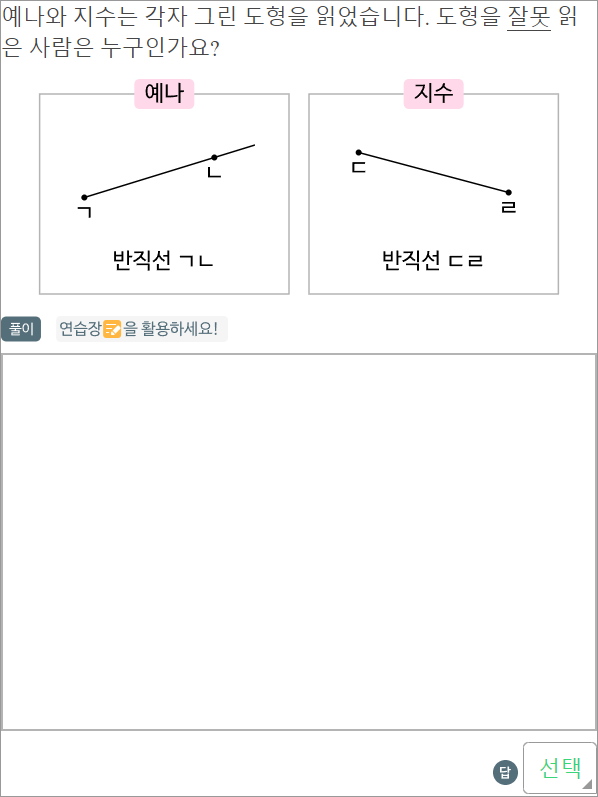 예나와 지수는 각자 그린 도형을 읽었습니다. 도형을 잘못 읽
은 사람은 누구인가요?
예나
지수
ㄱ
ㄴ
ㄷ
ㄹ
반직선 ㄱㄴ
반직선 ㄷㄹ
풀이 연습장을 활용하세요!
답 선택